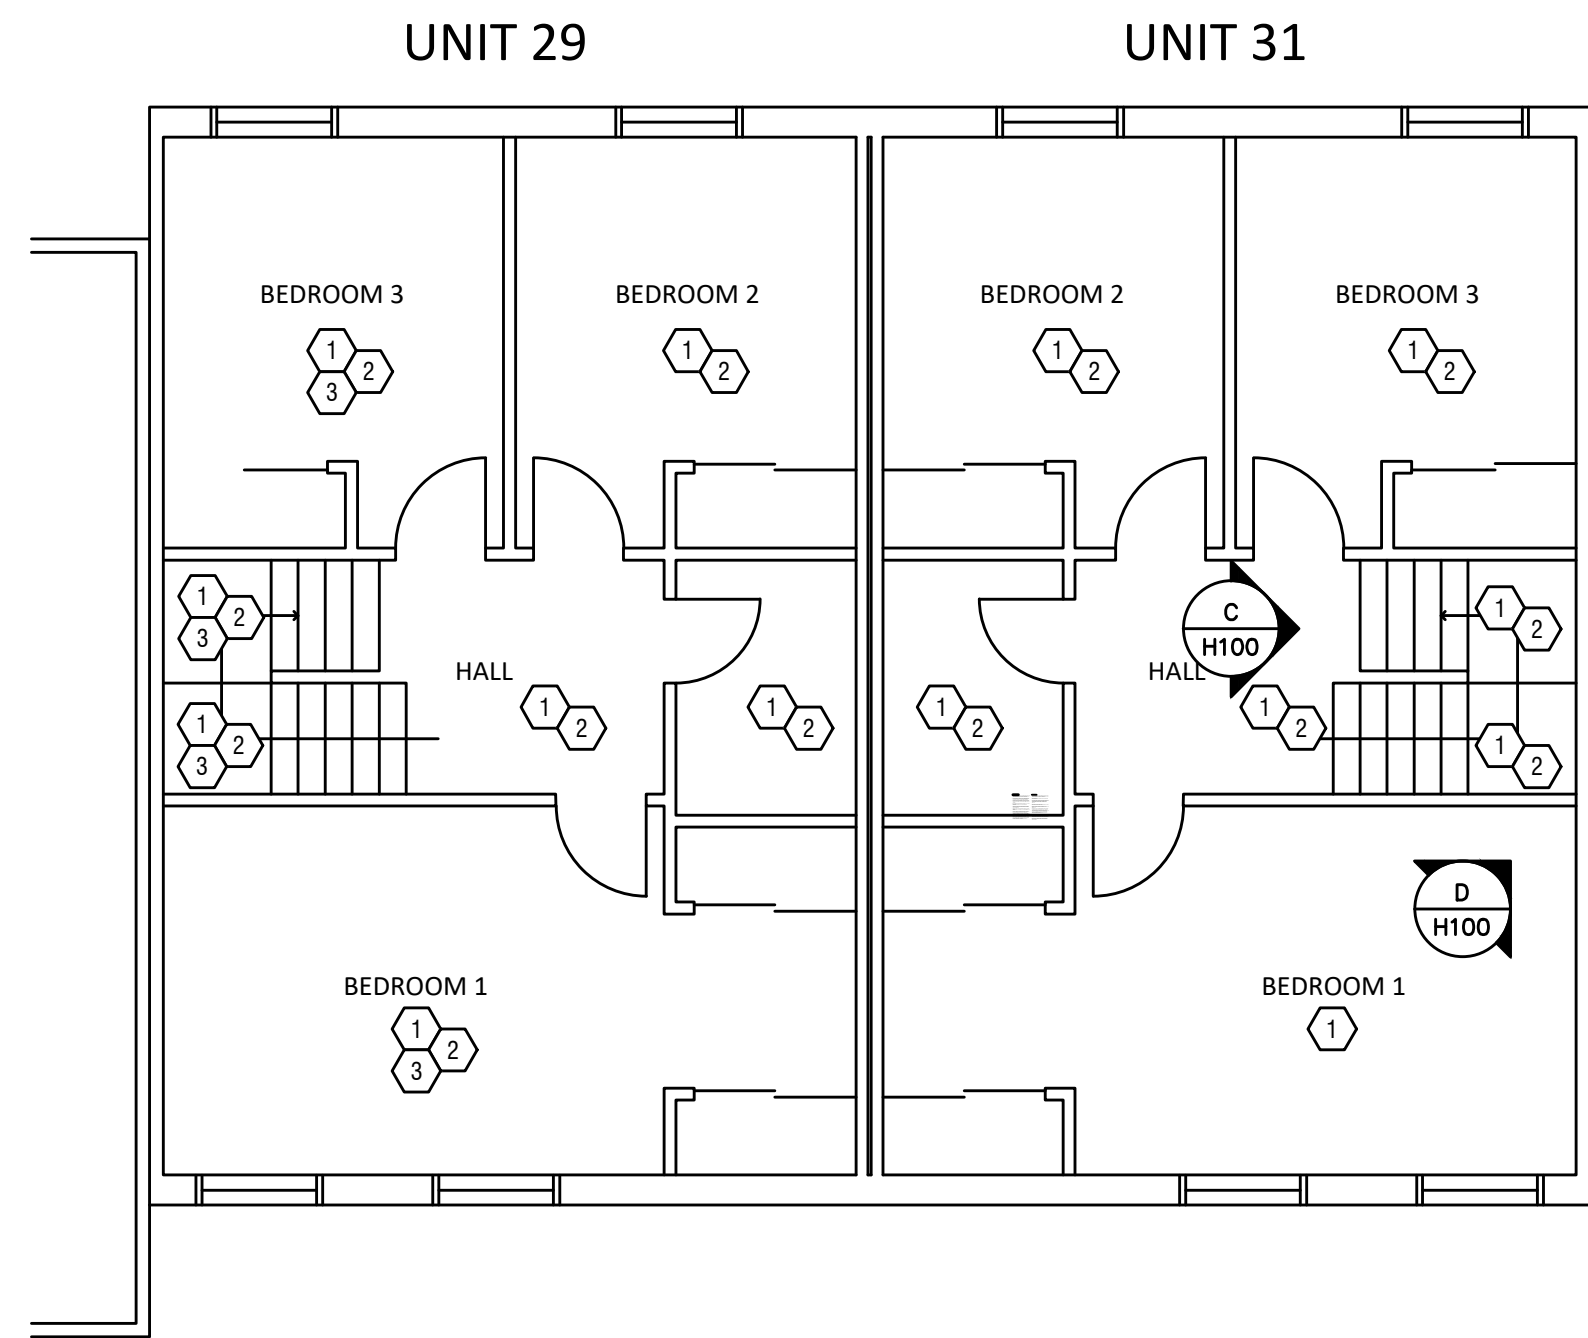 UNIT 29 UNIT 31
BEDROOM 3 BEDROOM 2 BEDROOM 2 BEDROOM 3
1 1 1 1
2 2 2 2
3
1 1
2 C 2
3 H100
HALL HALL
1 1 1 1 1
2 2 2 2 2
1 1
2 2
3
D
H100
BEDROOM 1 BEDROOM 1
1 1
2
3